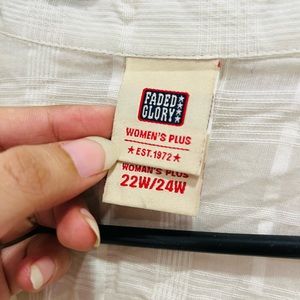 FADED
GLORY
WOMEN'S PLUS
★ EST. 1972 ★
WOMAN'S PLUS
22W/24W